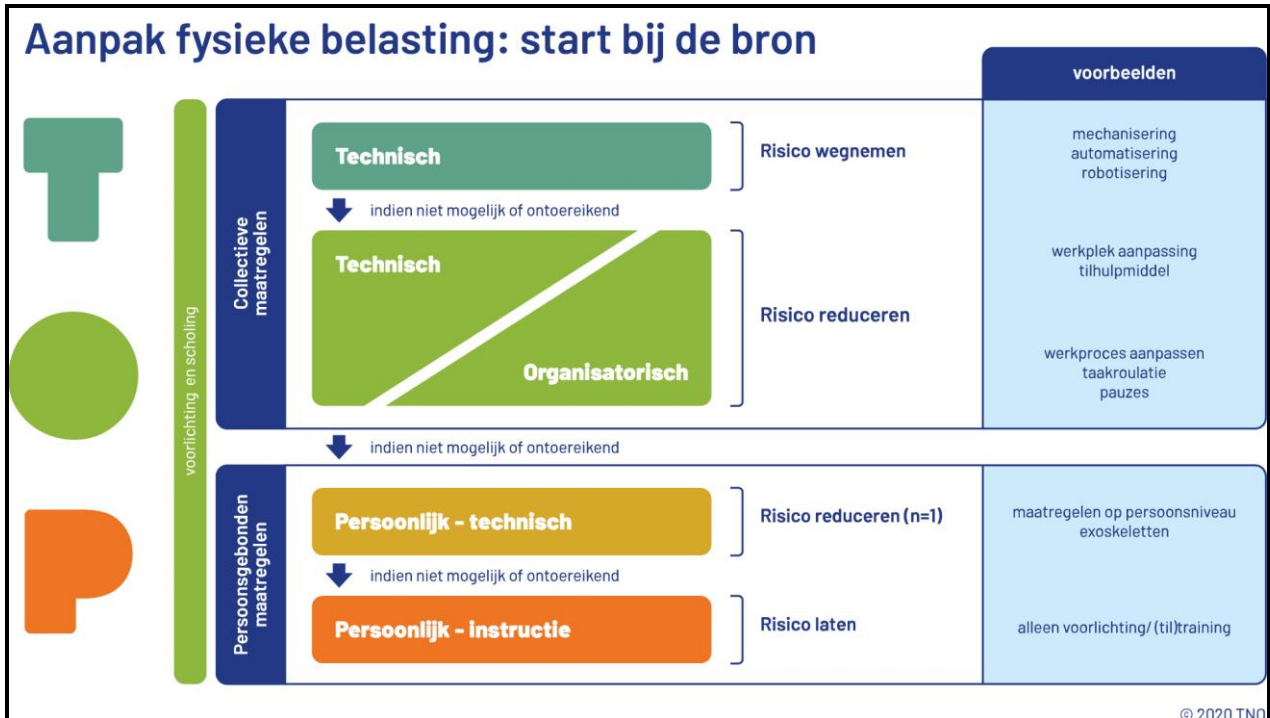 Aanpak fysieke belasting: start bij de bron
voorbeelden
T
O
P
voorlichting en scholing
Collectieve
maatregelen
Technisch
Risico wegnemen
mechanisering
automatisering
robotisering
indien niet mogelijk of ontoereikend
Technisch
Organisatorisch
Risico reduceren
werkplek aanpassing
tilhulpmiddel
werkproces aanpassen
taakroulatie
pauzes
indien niet mogelijk of ontoereikend
Persoonsgebonden
maatregelen
Persoonlijk - technisch
Risico reduceren (n=1)
maatregelen op persoonsniveau
exoskeletten
indien niet mogelijk of ontoereikend
Persoonlijk - instructie
Risico laten
alleen voorlichting/ (til)training
© 2020 TNO